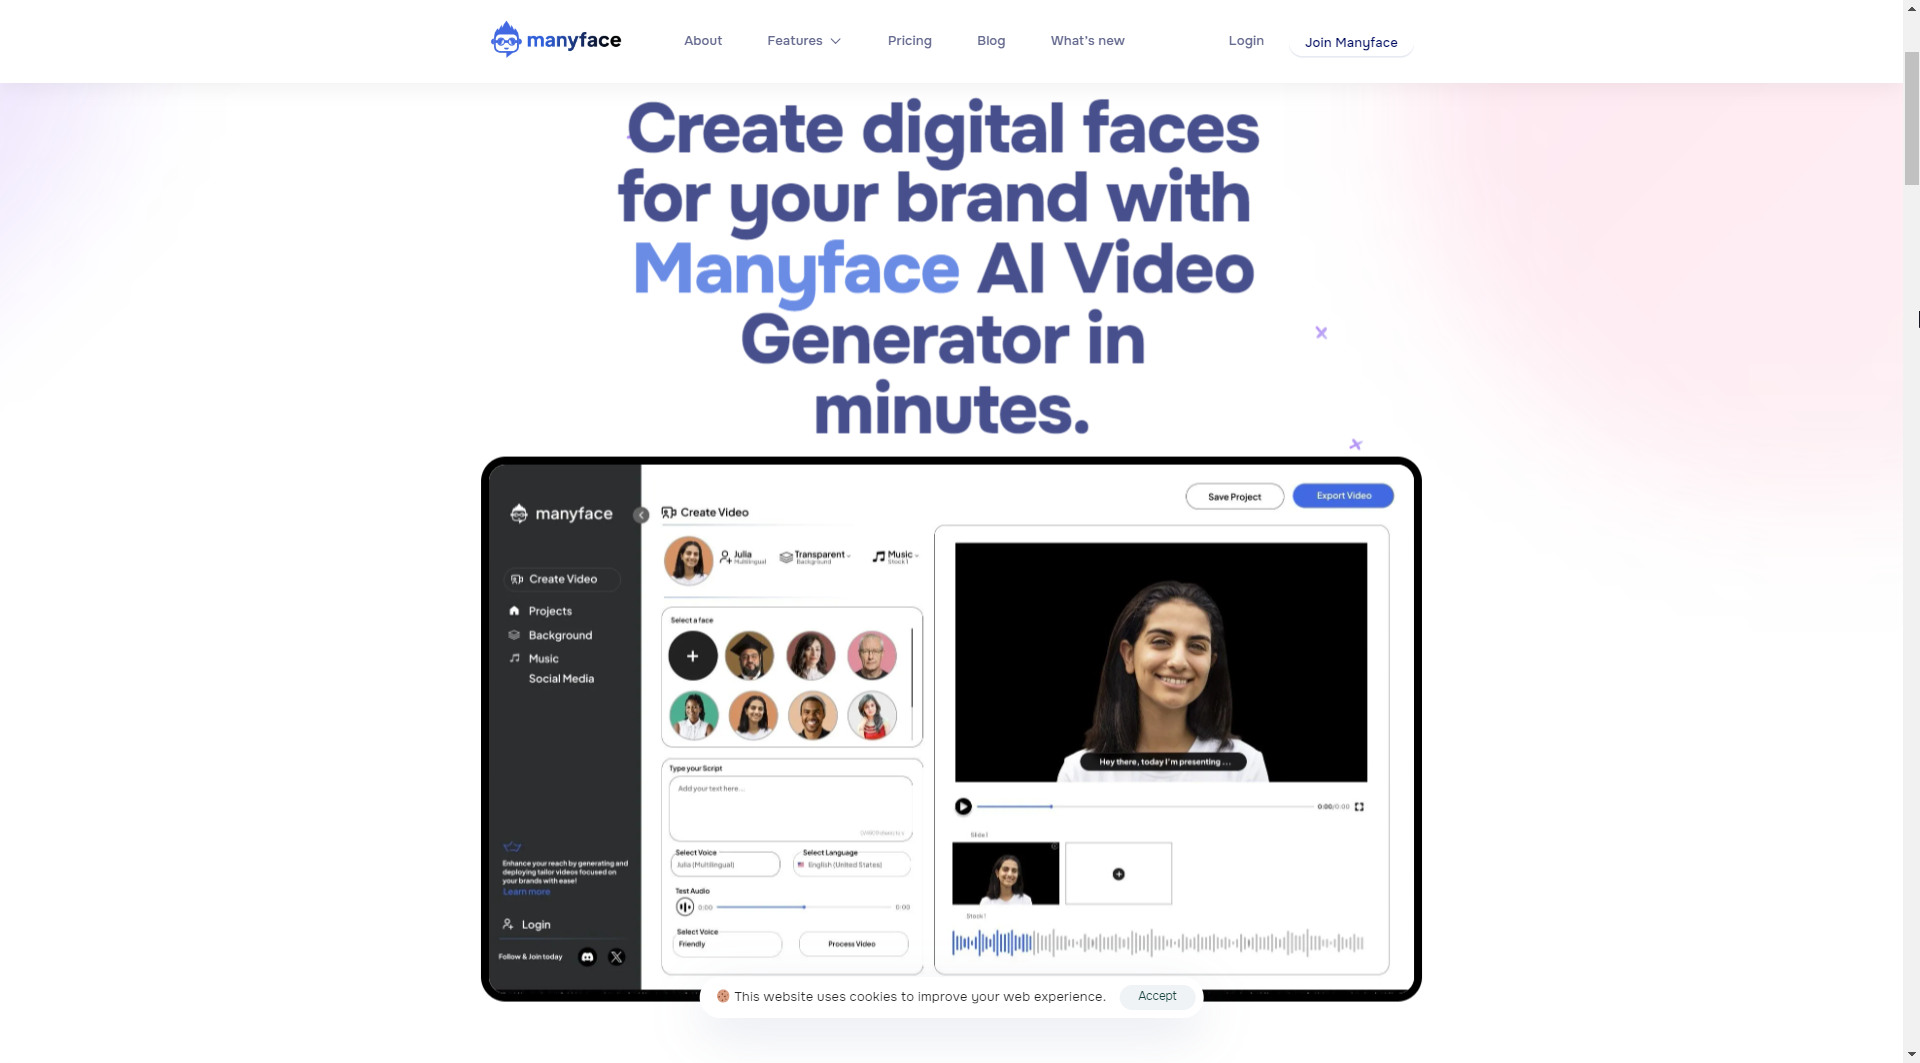 manyface
About
Features
Pricing
Blog
What's new
Login
Join Manyface
Create digital faces
for your brand with
Manyface AI Video
Generator in
minutes.
manyface
Create Video
Projects
Background
Music
Social Media
Enhance your reach by generating and
deploying tailor videos focused on
your brands with ease!
Learn more
Login
Follow & Join today
Create Video
Julia
Multilingual
Transparent
Background
Music
Stock 1
Select a face
Type your Script
Add your text here...
Select Voice
Julia (Multilingual)
Select Language
English (United States)
Test Audio
0:00
0:00
Select Voice
Friendly
Process Video
Save Project
Export Video
Hey there, today I'm presenting ...
0:00/0:00
Slide 1
Stock 1
This website uses cookies to improve your web experience.
Accept